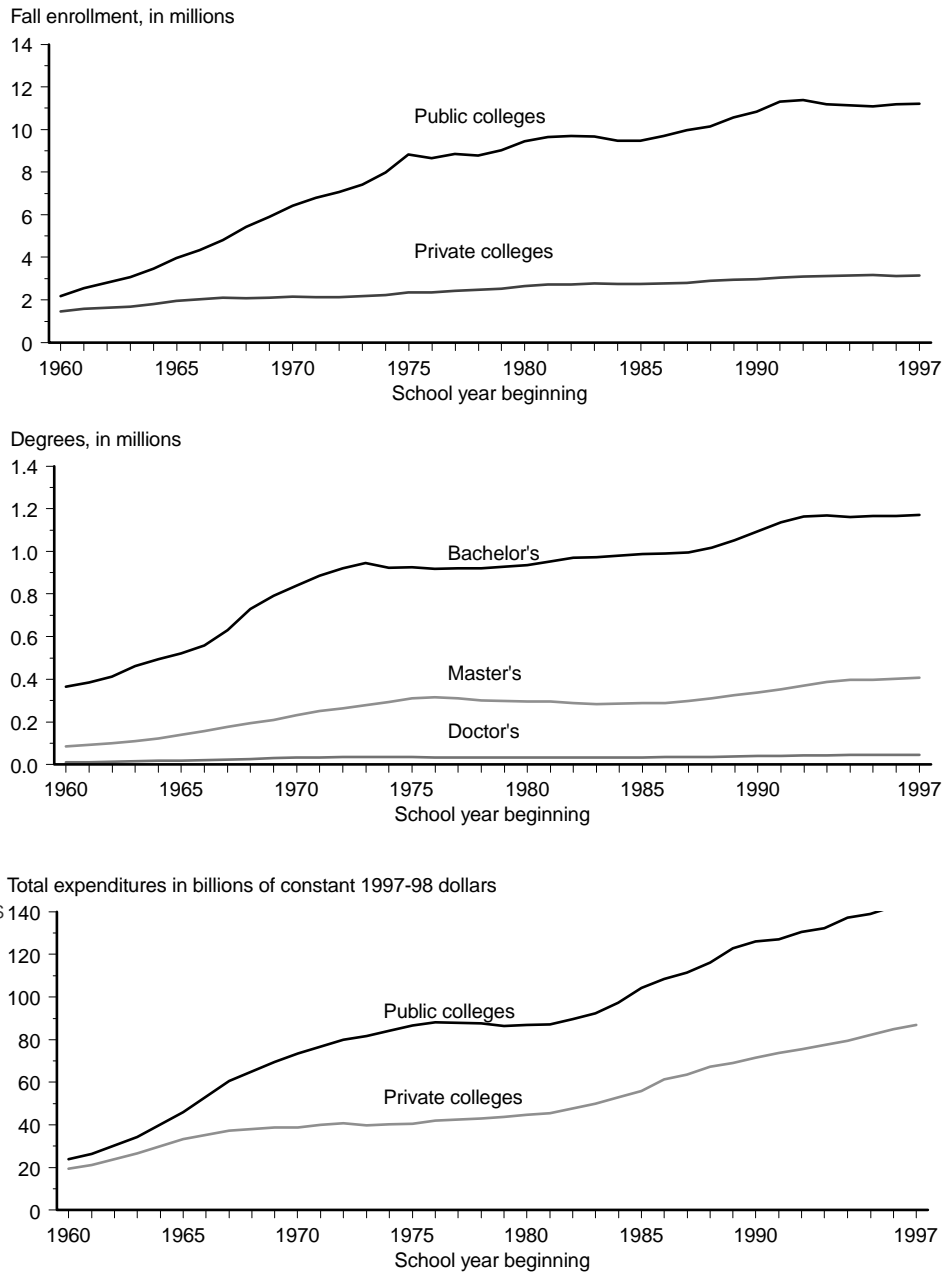 Fall enrollment, in millions
14
12
Public colleges
10
8
6
Private colleges
4
2
0
1960 1965 1970 1975 1980 1985 1990 1997
School year beginning
Degrees, in millions
1.4
1.2
Bachelor's
1.0
0.8
0.6
Master's
0.4
Doctor's
0.2
0.0
1960 1965 1970 1975 1980 1985 1990 1997
School year beginning
Total expenditures in billions of constant 1997-98 dollars
140
120
100
Public colleges
80
60
Private colleges
40
20
0
1960 1965 1970 1975 1980 1985 1990 1997
School year beginning